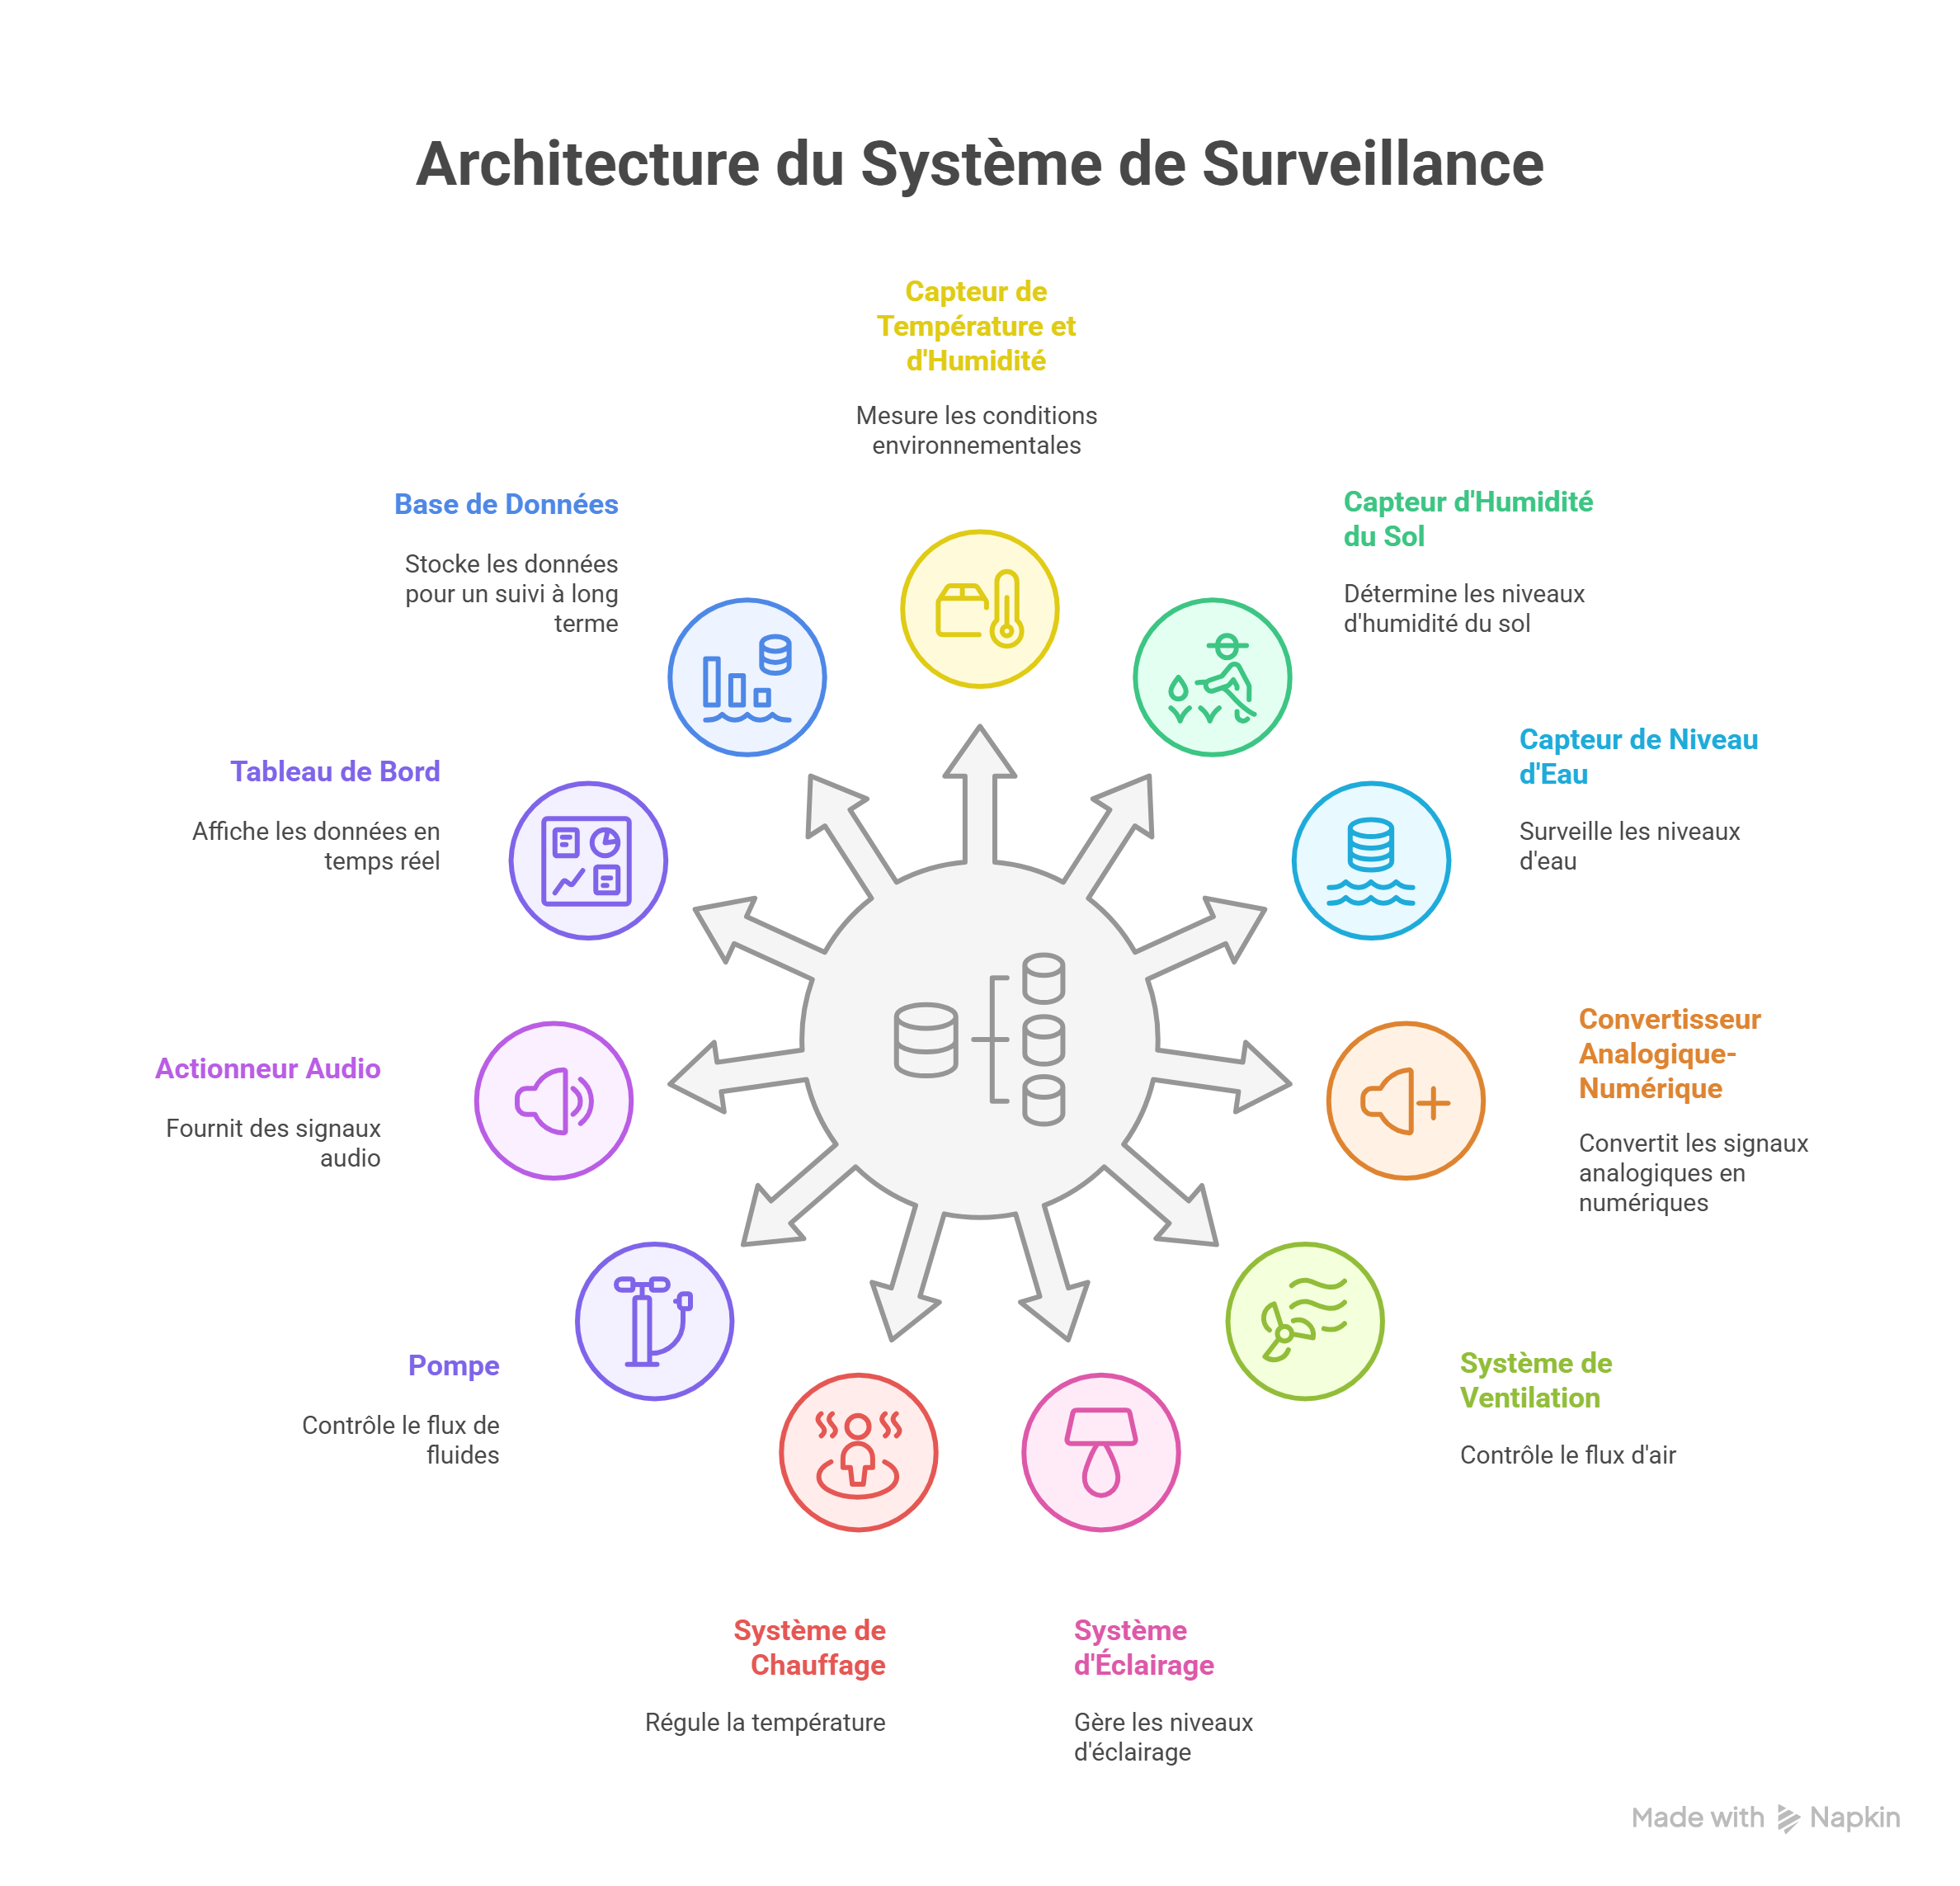 Architecture du Système de Surveillance
Capteur de
Température et
d'Humidité
Mesure les conditions
environnementales
Base de Données
Stocke les données
pour un suivi à long
terme
Capteur d'Humidité
du Sol
Détermine les niveaux
d'humidité du sol
Tableau de Bord
Affiche les données en
temps réel
Capteur de Niveau
d'Eau
Surveille les niveaux
d'eau
Actionneur Audio
Fournit des signaux
audio
Convertisseur
Analogique-
Numérique
Convertit les signaux
analogiques en
numériques
Pompe
Contrôle le flux de
fluides
Système de
Ventilation
Contrôle le flux d'air
Système de
Chauffage
Régule la température
Système
d'Éclairage
Gère les niveaux
d'éclairage
Made with Napkin